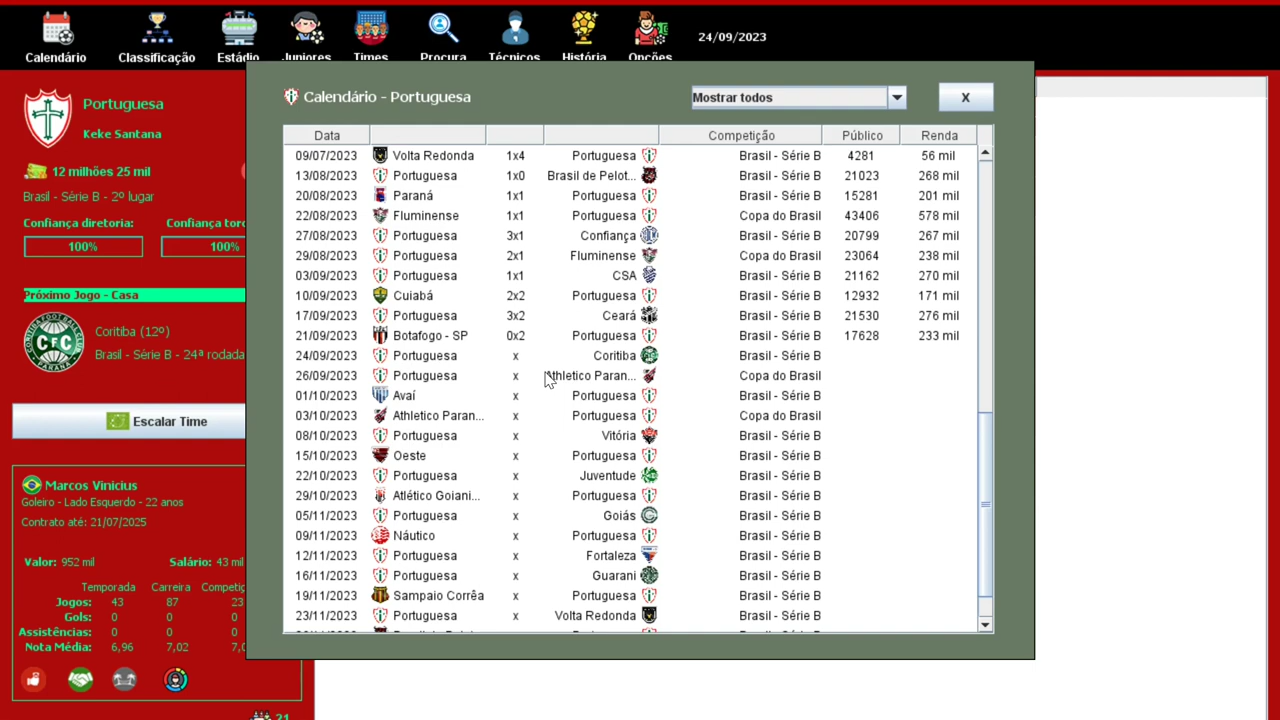 Calendário Classificação Estádio Juniores Times Procura Técnicos História Opções 24/09/2023
Portuguesa
Keke Santana
12 milhões 25 mil
Brasil - Série B - 2º lugar
Confiança diretoria: Confiança torc
100% 100%
Próximo Jogo - Casa
Coritiba (12º)
Brasil - Série B - 24ª rodada
Escalar Time
Marcos Vinicius
Goleiro - Lado Esquerdo - 22 anos
Contrato até: 21/07/2025
Valor: 952 mil Salário: 43 mil
Temporada Carreira Competiç
Jogos: 43 87 23
Gols: 0 0 0
Assistências: 0 0 0
Nota Média: 6,96 7,02 7,0
21
Calendário - Portuguesa Mostrar todos X
Data Competição Público Renda
09/07/2023 Volta Redonda 1x4 Portuguesa Brasil - Série B 4281 56 mil
13/08/2023 Portuguesa 1x0 Brasil de Pelot... Brasil - Série B 21023 268 mil
20/08/2023 Paraná 1x1 Portuguesa Brasil - Série B 15281 201 mil
22/08/2023 Fluminense 1x1 Portuguesa Copa do Brasil 43406 578 mil
27/08/2023 Portuguesa 3x1 Confiança Brasil - Série B 20799 267 mil
29/08/2023 Portuguesa 2x1 Fluminense Copa do Brasil 23064 238 mil
03/09/2023 Portuguesa 1x1 CSA Brasil - Série B 21162 270 mil
10/09/2023 Cuiabá 2x2 Portuguesa Brasil - Série B 12932 171 mil
17/09/2023 Portuguesa 3x2 Ceará Brasil - Série B 21530 276 mil
21/09/2023 Botafogo - SP 0x2 Portuguesa Brasil - Série B 17628 233 mil
24/09/2023 Portuguesa x Coritiba Brasil - Série B
26/09/2023 Portuguesa x Athletico Paran... Copa do Brasil
01/10/2023 Avaí x Portuguesa Brasil - Série B
03/10/2023 Athletico Paran... x Portuguesa Copa do Brasil
08/10/2023 Portuguesa x Vitória Brasil - Série B
15/10/2023 Oeste x Portuguesa Brasil - Série B
22/10/2023 Portuguesa x Juventude Brasil - Série B
29/10/2023 Atlético Goiani... x Portuguesa Brasil - Série B
05/11/2023 Portuguesa x Goiás Brasil - Série B
09/11/2023 Náutico x Portuguesa Brasil - Série B
12/11/2023 Portuguesa x Fortaleza Brasil - Série B
16/11/2023 Portuguesa x Guarani Brasil - Série B
19/11/2023 Sampaio Corrêa x Portuguesa Brasil - Série B
23/11/2023 Portuguesa x Volta Redonda Brasil - Série B